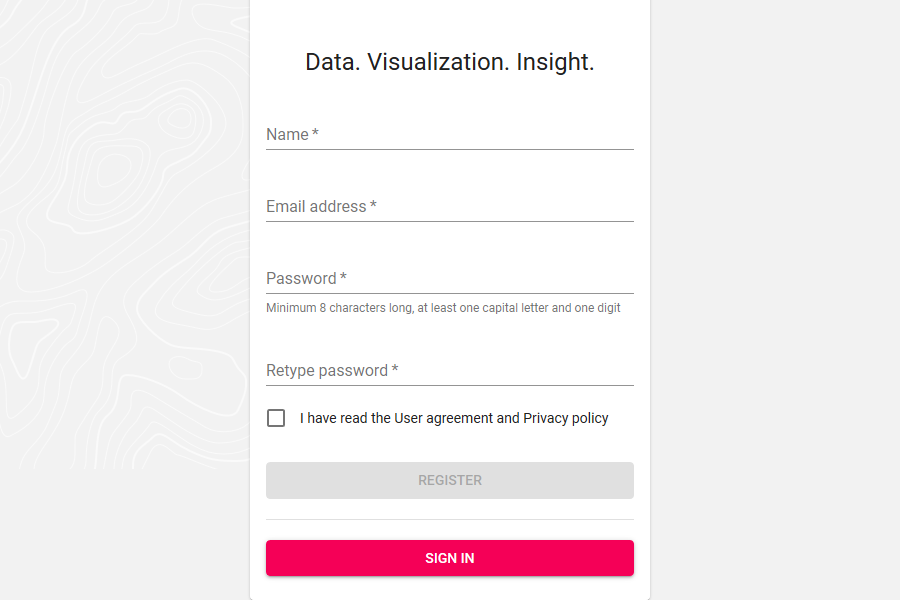 Data. Visualization. Insight.
Name *
Email address *
Password *
Minimum 8 characters long, at least one capital letter and one digit
Retype password *
I have read the User agreement and Privacy policy
REGISTER
SIGN IN